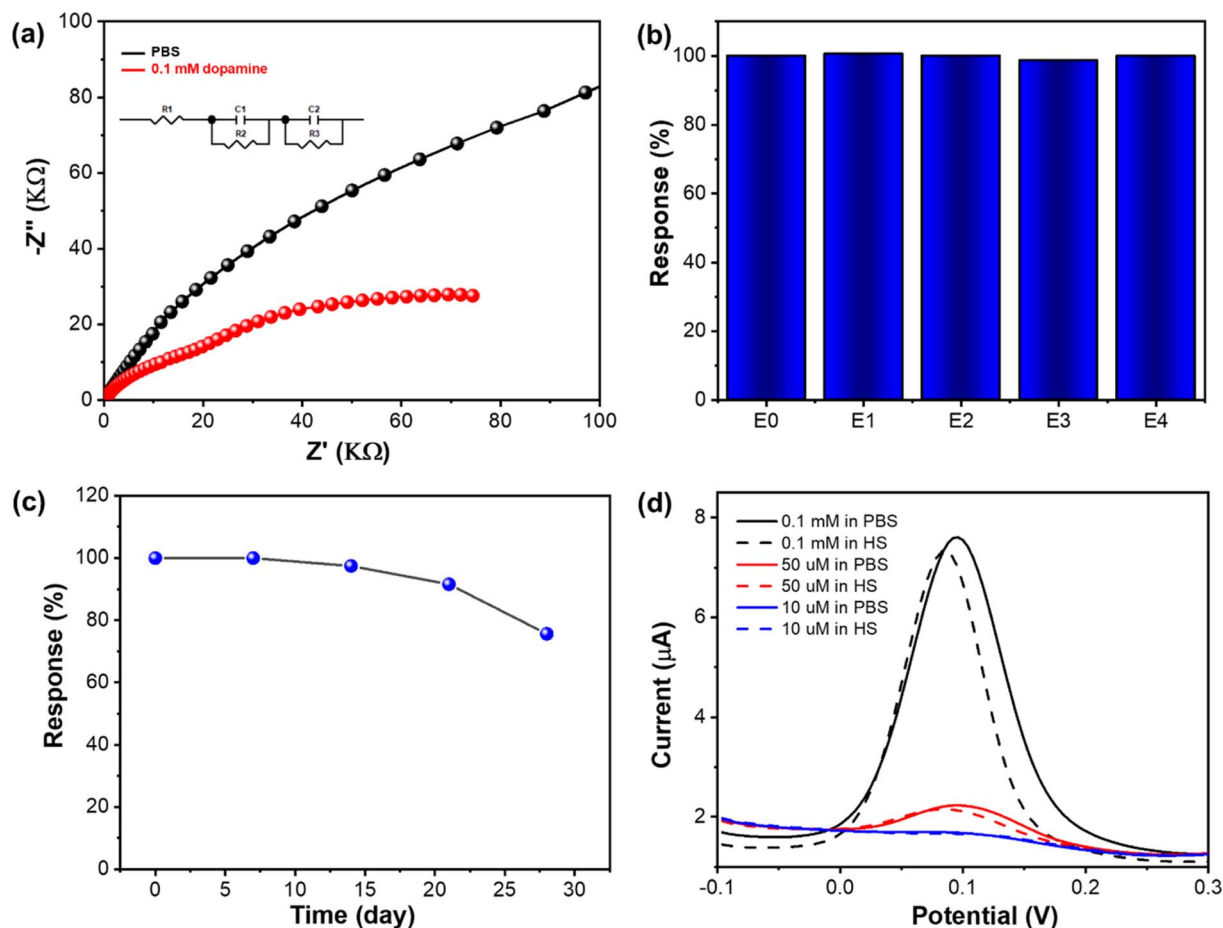 (a)
100
80
60
40
20
0
-Z'' (KΩ)
PBS
0.1 mM dopamine
R1
C1
R2
C2
R3
0 20 40 60 80 100
Z' (KΩ)
(b)
100
80
60
40
20
0
Response (%)
E0 E1 E2 E3 E4
(c)
120
100
80
60
40
20
0
Response (%)
0 5 10 15 20 25 30
Time (day)
(d)
8
6
4
2
Current (μA)
0.1 mM in PBS
0.1 mM in HS
50 uM in PBS
50 uM in HS
10 uM in PBS
10 uM in HS
-0.1 0.0 0.1 0.2 0.3
Potential (V)